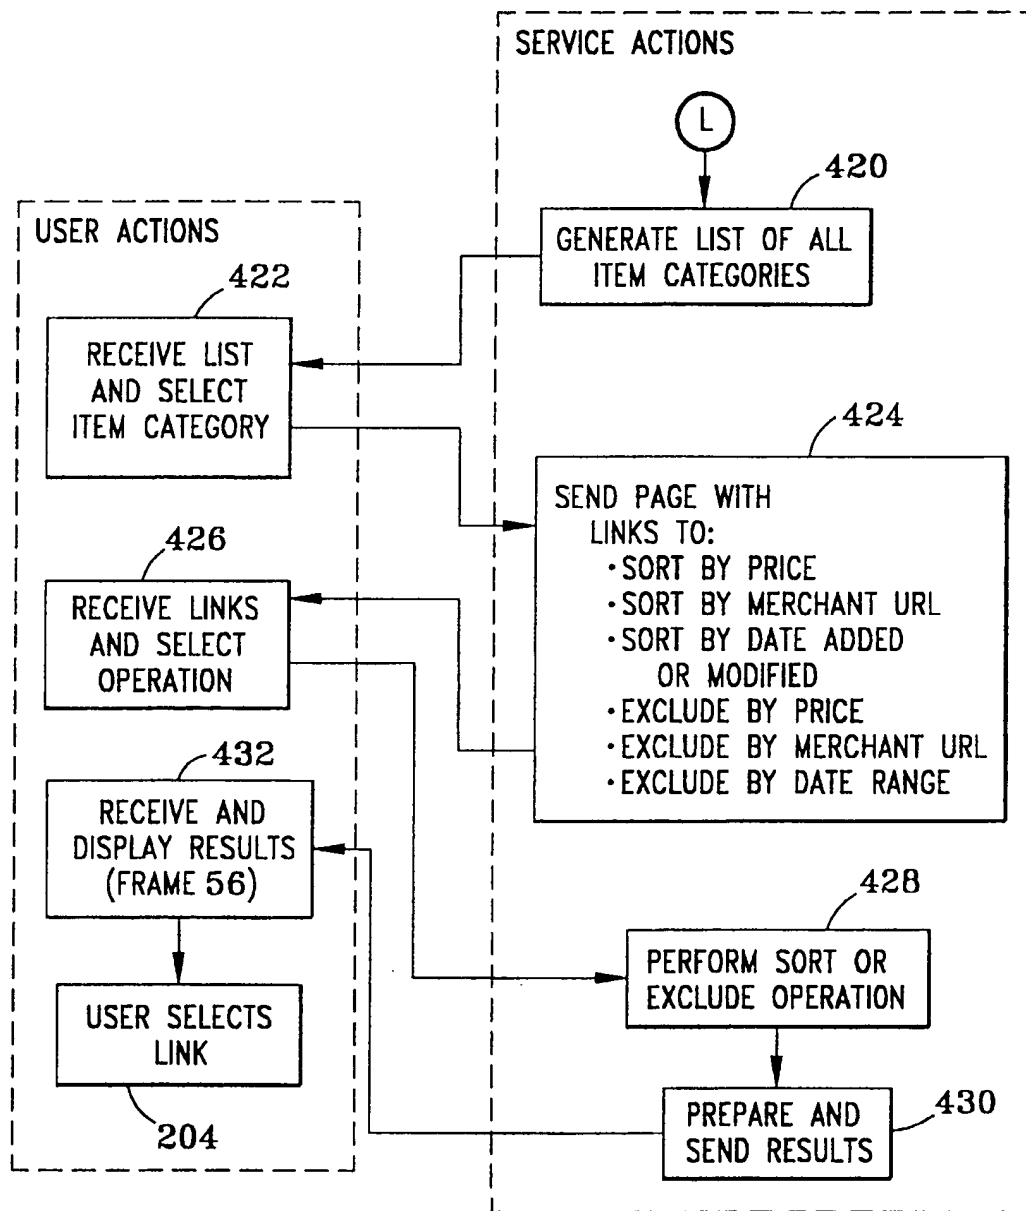 SERVICE ACTIONS
L
420
GENERATE LIST OF ALL
ITEM CATEGORIES
USER ACTIONS
422
RECEIVE LIST
AND SELECT
ITEM CATEGORY
424
SEND PAGE WITH
LINKS TO:
·SORT BY PRICE
·SORT BY MERCHANT URL
·SORT BY DATE ADDED
OR MODIFIED
·EXCLUDE BY PRICE
·EXCLUDE BY MERCHANT URL
·EXCLUDE BY DATE RANGE
426
RECEIVE LINKS
AND SELECT
OPERATION
432
RECEIVE AND
DISPLAY RESULTS
(FRAME 56)
428
PERFORM SORT OR
EXCLUDE OPERATION
USER SELECTS
LINK
204
430
PREPARE AND
SEND RESULTS